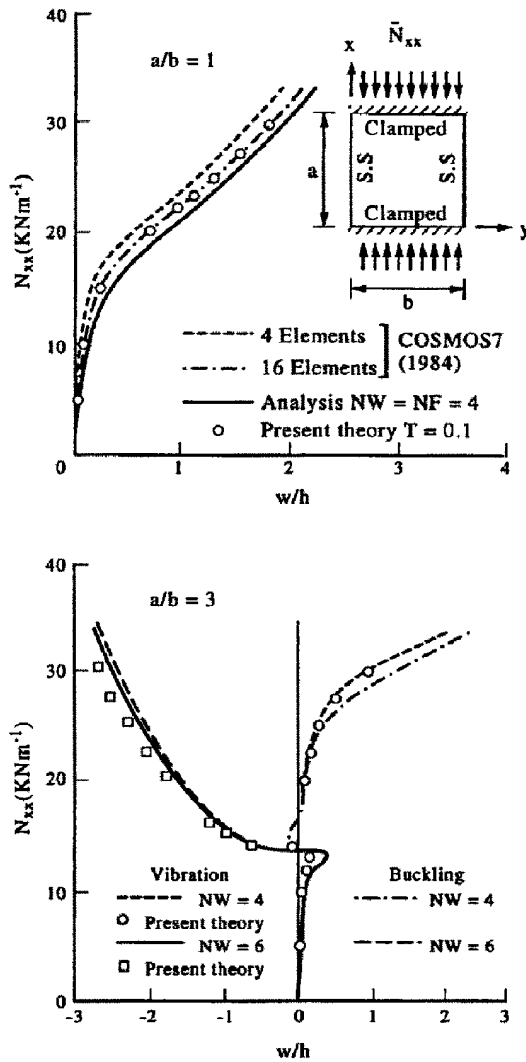 a/b = 1
x
N̄xx
Clamped
S.S
S.S
Clamped
a
b
y
4 Elements
16 Elements
COSMOS7
(1984)
Analysis NW = NF = 4
Present theory T = 0.1
Nxx(KNm⁻¹)
40
30
20
10
0
0 1 2 3 4
w/h
a/b = 3
Nxx(KNm⁻¹)
40
30
20
10
0
Vibration
NW = 4
Present theory
NW = 6
Present theory
Buckling
NW = 4
NW = 6
-3 -2 -1 0 1 2 3
w/h